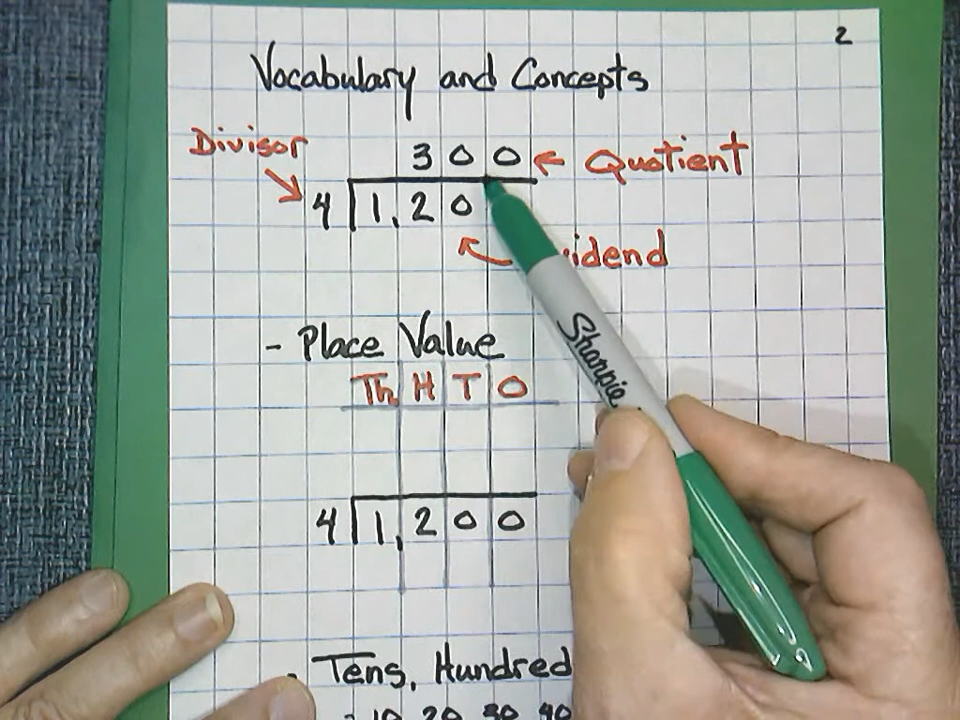 2
Vocabulary and Concepts
Divisor
300 ← Quotient
4 1,20
idend
- Place Value
Th H T O
4 1,200
- Tens, Hundred
Sharpie